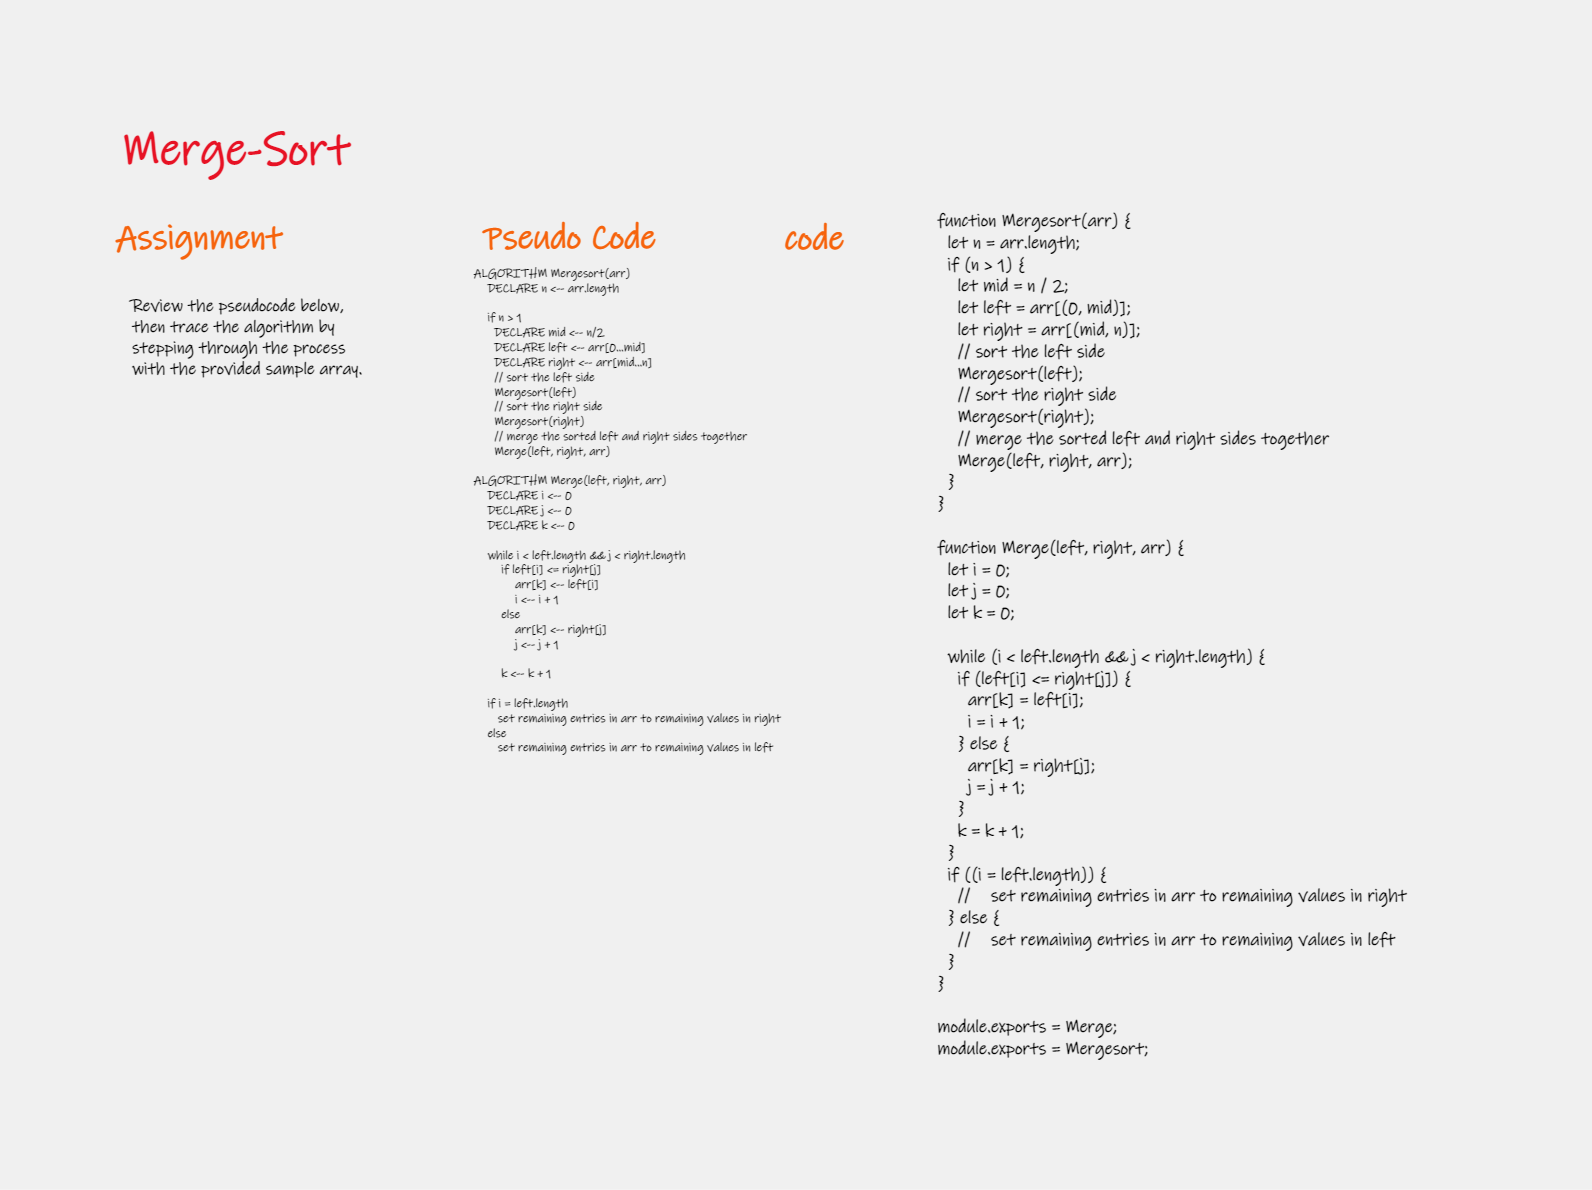 Merge-Sort
Assignment
Review the pseudocode below,
then trace the algorithm by
stepping through the process
with the provided sample array.
Pseudo Code
ALGORITHM Mergesort(arr)
DECLARE n <-- arr.length
if n > 1
DECLARE mid <-- n/2
DECLARE left <-- arr[0...mid]
DECLARE right <-- arr[mid...n]
// sort the left side
Mergesort(left)
// sort the right side
Mergesort(right)
// merge the sorted left and right sides together
Merge(left, right, arr)
ALGORITHM Merge(left, right, arr)
DECLARE i <-- 0
DECLARE j <-- 0
DECLARE k <-- 0
while i < left.length && j < right.length
if left[i] <= right[j]
arr[k] <-- left[i]
i <-- i + 1
else
arr[k] <-- right[j]
j <-- j + 1
k <-- k + 1
if i = left.length
set remaining entries in arr to remaining values in right
else
set remaining entries in arr to remaining values in left
code
function Mergesort(arr) {
let n = arr.length;
if (n > 1) {
let mid = n / 2;
let left = arr[(0, mid)];
let right = arr[(mid, n)];
// sort the left side
Mergesort(left);
// sort the right side
Mergesort(right);
// merge the sorted left and right sides together
Merge(left, right, arr);
}
}
function Merge(left, right, arr) {
let i = 0;
let j = 0;
let k = 0;
while (i < left.length && j < right.length) {
if (left[i] <= right[j]) {
arr[k] = left[i];
i = i + 1;
} else {
arr[k] = right[j];
j = j + 1;
}
k = k + 1;
}
if ((i = left.length)) {
// set remaining entries in arr to remaining values in right
} else {
// set remaining entries in arr to remaining values in left
}
}
module.exports = Merge;
module.exports = Mergesort;